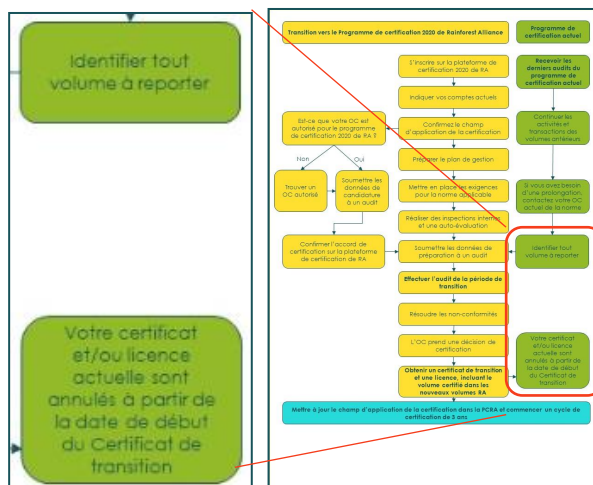 Identifier tout
volume à reporter
Votre certificat
et/ou licence
actuelle sont
annulés à partir de
la date de début
du Certificat de
transition
Transition vers le Programme de certification 2020 de Rainforest Alliance
Programme de
certification actuel
S'inscrire sur la plateforme de
certification 2020 de RA
Indiquer vos comptes actuels
Confirmez le champ
d'application de la certification
Préparer le plan de gestion
Mettre en place les exigences
pour la norme applicable
Réaliser des inspections internes
et une auto-évaluation
Soumettre les données de
préparation à un audit
Effectuer l'audit de la période de
transition
Résoudre les non-conformités
L'OC prend une décision de
certification
Obtenir un certificat de transition
et une licence, incluant le
volume certifié dans les
nouveaux volumes RA
Est-ce que votre OC est
autorisé pour le programme
de certification 2020 de RA ?
Non
Oui
Trouver un
OC autorisé
Soumettre les
données de
candidature
à un audit
Confirmer l'accord de
certification sur la plateforme
de certification de RA
Recevoir les
derniers audits du
programme de
certification actuel
Continuer les
activités et
transactions des
volumes antérieurs
Si vous avez besoin
d'une prolongation,
contactez votre OC
actuel de la norme
Identifier tout
volume à reporter
Votre certificat
et/ou licence
actuelle sont
annulés à partir de
la date de début
du Certificat de
transition
Mettre à jour le champ d'application de la certification dans la PCRA et commencer un cycle de
certification de 3 ans